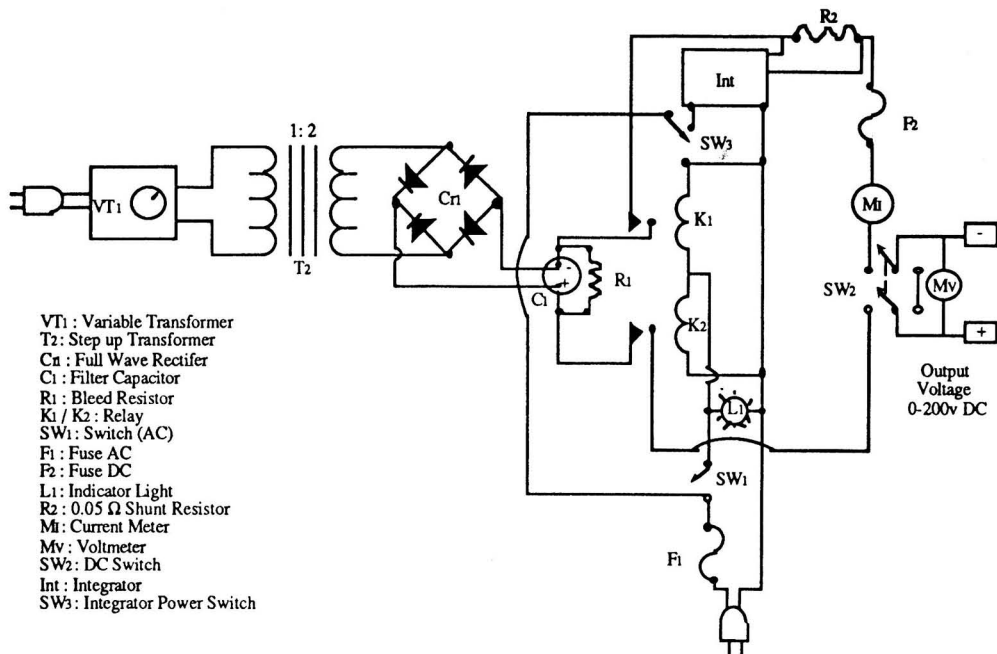 R2
Int
F2
1: 2
SW3
VT1
Cr1
K1
MI
-
T2
-
+
C1
R1
SW2
Mv
K2
+
VT1 : Variable Transformer
T2 : Step up Transformer
Cr1 : Full Wave Rectifer
C1 : Filter Capacitor
R1 : Bleed Resistor
K1 / K2 : Relay
SW1 : Switch (AC)
F1 : Fuse AC
F2 : Fuse DC
L1 : Indicator Light
R2 : 0.05 Ω Shunt Resistor
MI : Current Meter
Mv : Voltmeter
SW2 : DC Switch
Int : Integrator
SW3 : Integrator Power Switch
Output
Voltage
0-200v DC
L1
SW1
F1